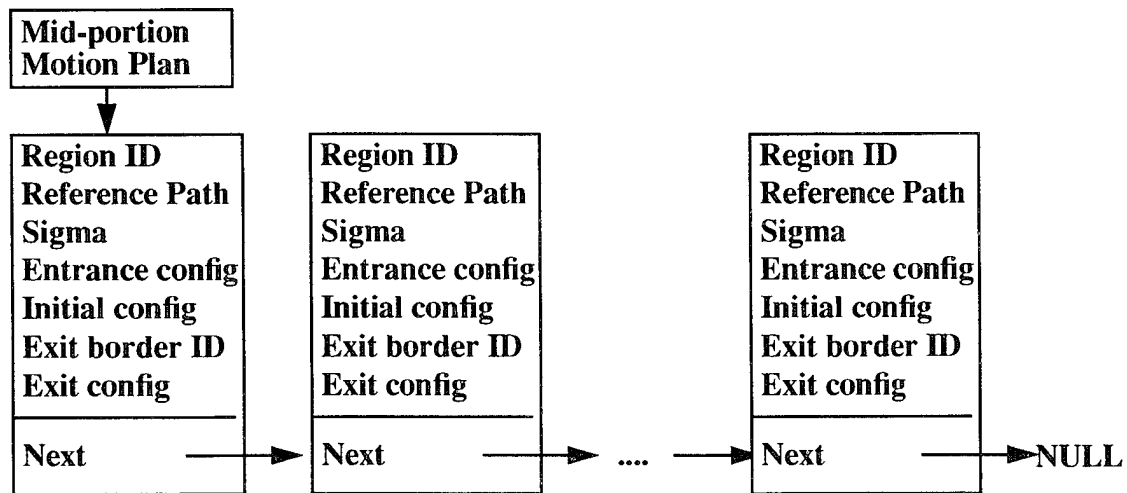 Mid-portion
Motion Plan
Region ID
Reference Path
Sigma
Entrance config
Initial config
Exit border ID
Exit config
Next
Region ID
Reference Path
Sigma
Entrance config
Initial config
Exit border ID
Exit config
Next
....
Region ID
Reference Path
Sigma
Entrance config
Initial config
Exit border ID
Exit config
Next
NULL